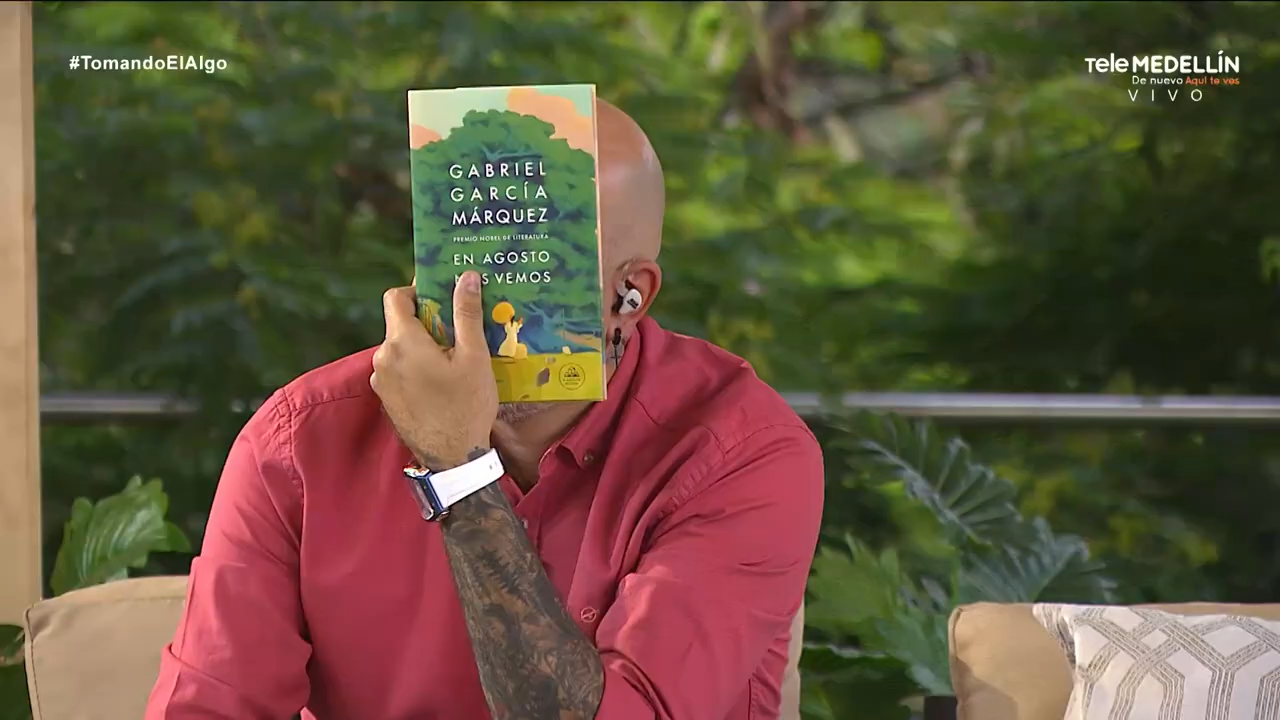 #TomandoElAlgo
TeleMEDELLÍN
De nuevo Aquí te ves
VIVO
GABRIEL
GARCÍA
MÁRQUEZ
PREMIO NOBEL DE LITERATURA
EN AGOSTO
N S VEMOS